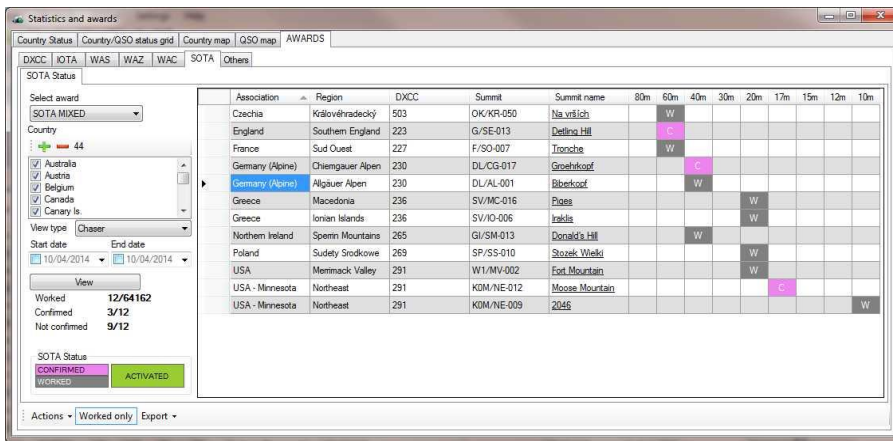 Statistics and awards
Country Status Country/QSO status grid Country map QSO map AWARDS
DXCC IOTA WAS WAZ WAC SOTA Others
SOTA Status
Select award
SOTA MIXED
Country
44
Australia
Austria
Belgium
Canada
Canary Is.
View type Chaser
Start date End date
10/04/2014 10/04/2014
View
Worked 12/64162
Confirmed 3/12
Not confirmed 9/12
SOTA Status
CONFIRMED
WORKED
ACTIVATED
Association Region DXCC Summit Summit name 80m 60m 40m 30m 20m 17m 15m 12m 10m
Czechia Královéhradecký 503 OK/KR-050 Na vrších W
England Southern England 223 G/SE-013 Detling Hill C
France Sud Ouest 227 F/SO-007 Tronche W
Germany (Alpine) Chiemgauer Alpen 230 DL/CG-017 Groehrkopf C
Germany (Alpine) Allgäuer Alpen 230 DL/AL-001 Biberkopf W
Greece Macedonia 236 SV/MC-016 Piges W
Greece Ionian Islands 236 SV/IO-006 Iraklis W
Northern Ireland Sperrin Mountains 265 GI/SM-013 Donald's Hill W
Poland Sudety Srodkowe 269 SP/SS-010 Stozek Wielki W
USA Merrimack Valley 291 W1/MV-002 Fort Mountain W
USA - Minnesota Northeast 291 K0M/NE-012 Moose Mountain C
USA - Minnesota Northeast 291 K0M/NE-009 2046 W
Actions Worked only Export